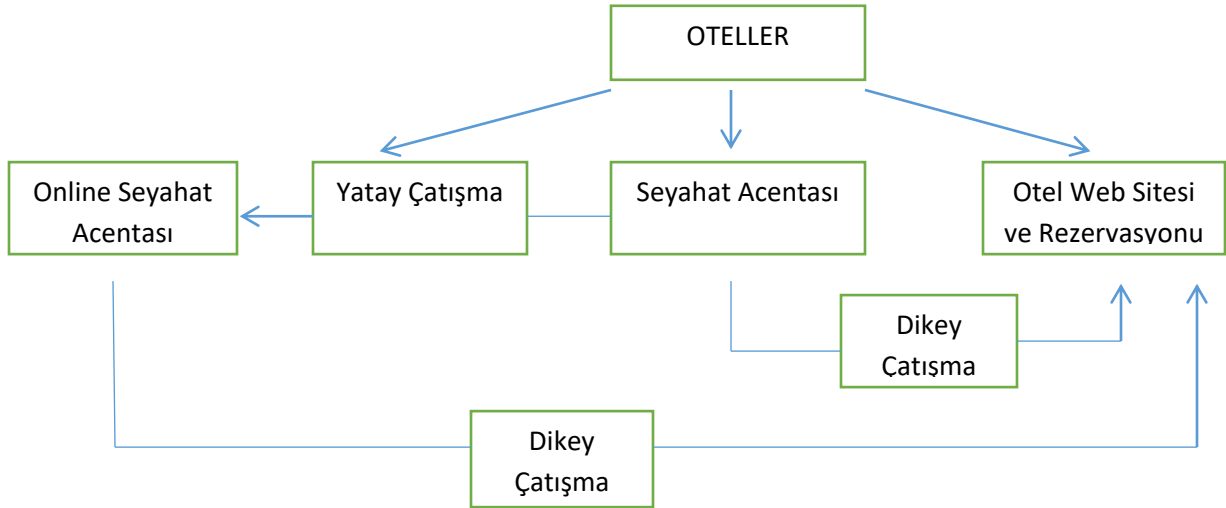 OTELLER
Online Seyahat
Acentası
Yatay Çatışma
Seyahat Acentası
Otel Web Sitesi
ve Rezervasyonu
Dikey
Çatışma
Dikey
Çatışma